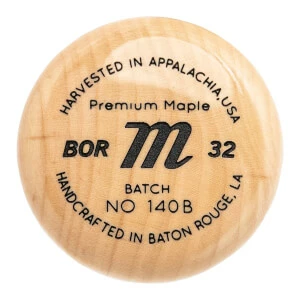 HARVESTED IN APPALACHIA, USA
Premium Maple
BOR m 32
BATCH
NO 140B
HANDCRAFTED IN BATON ROUGE, LA